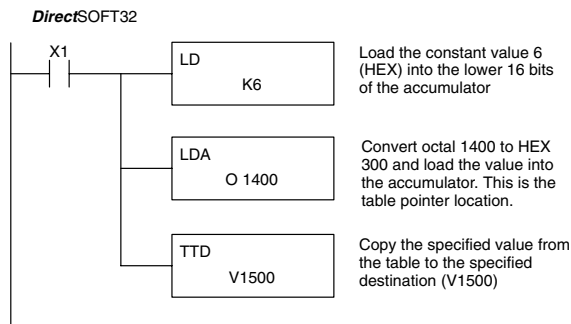 DirectSOFT32
X1
LD
K6
Load the constant value 6
(HEX) into the lower 16 bits
of the accumulator
LDA
O 1400
Convert octal 1400 to HEX
300 and load the value into
the accumulator. This is the
table pointer location.
TTD
V1500
Copy the specified value from
the table to the specified
destination (V1500)